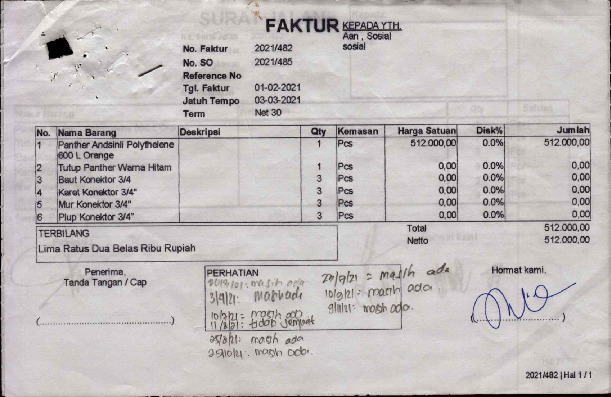 FAKTUR
KEPADA YTH.
Aan , Sosial
sosial
No. Faktur 2021/482
No. SO 2021/485
Reference No
Tgl. Faktur 01-02-2021
Jatuh Tempo 03-03-2021
Term Net 30
No. Nama Barang Deskripsi Qty Kemasan Harga Satuan Disk% Jumlah
1 Panther Andsinli Polythelene 1 Pcs 512.000,00 0.0% 512.000,00
600 L Orange
2 Tutup Panther Warna Hitam 1 Pcs 0,00 0.0% 0,00
3 Baut Konektor 3/4 3 Pcs 0,00 0.0% 0,00
4 Karet Konektor 3/4" 3 Pcs 0,00 0.0% 0,00
5 Mur Konektor 3/4" 3 Pcs 0,00 0.0% 0,00
6 Plup Konektor 3/4" 3 Pcs 0,00 0.0% 0,00
TERBILANG
Lima Ratus Dua Belas Ribu Rupiah
Total 512.000,00
Netto 512.000,00
Penerima,
Tanda Tangan / Cap
(..............................)
PERHATIAN
masih ada
3/9/21:
masih ada
11/8/21: tidak
masih ada
masih ada.
= masih ada
masih ada
masih ada.
Hormat kami,
2021/482 | Hal 1 / 1